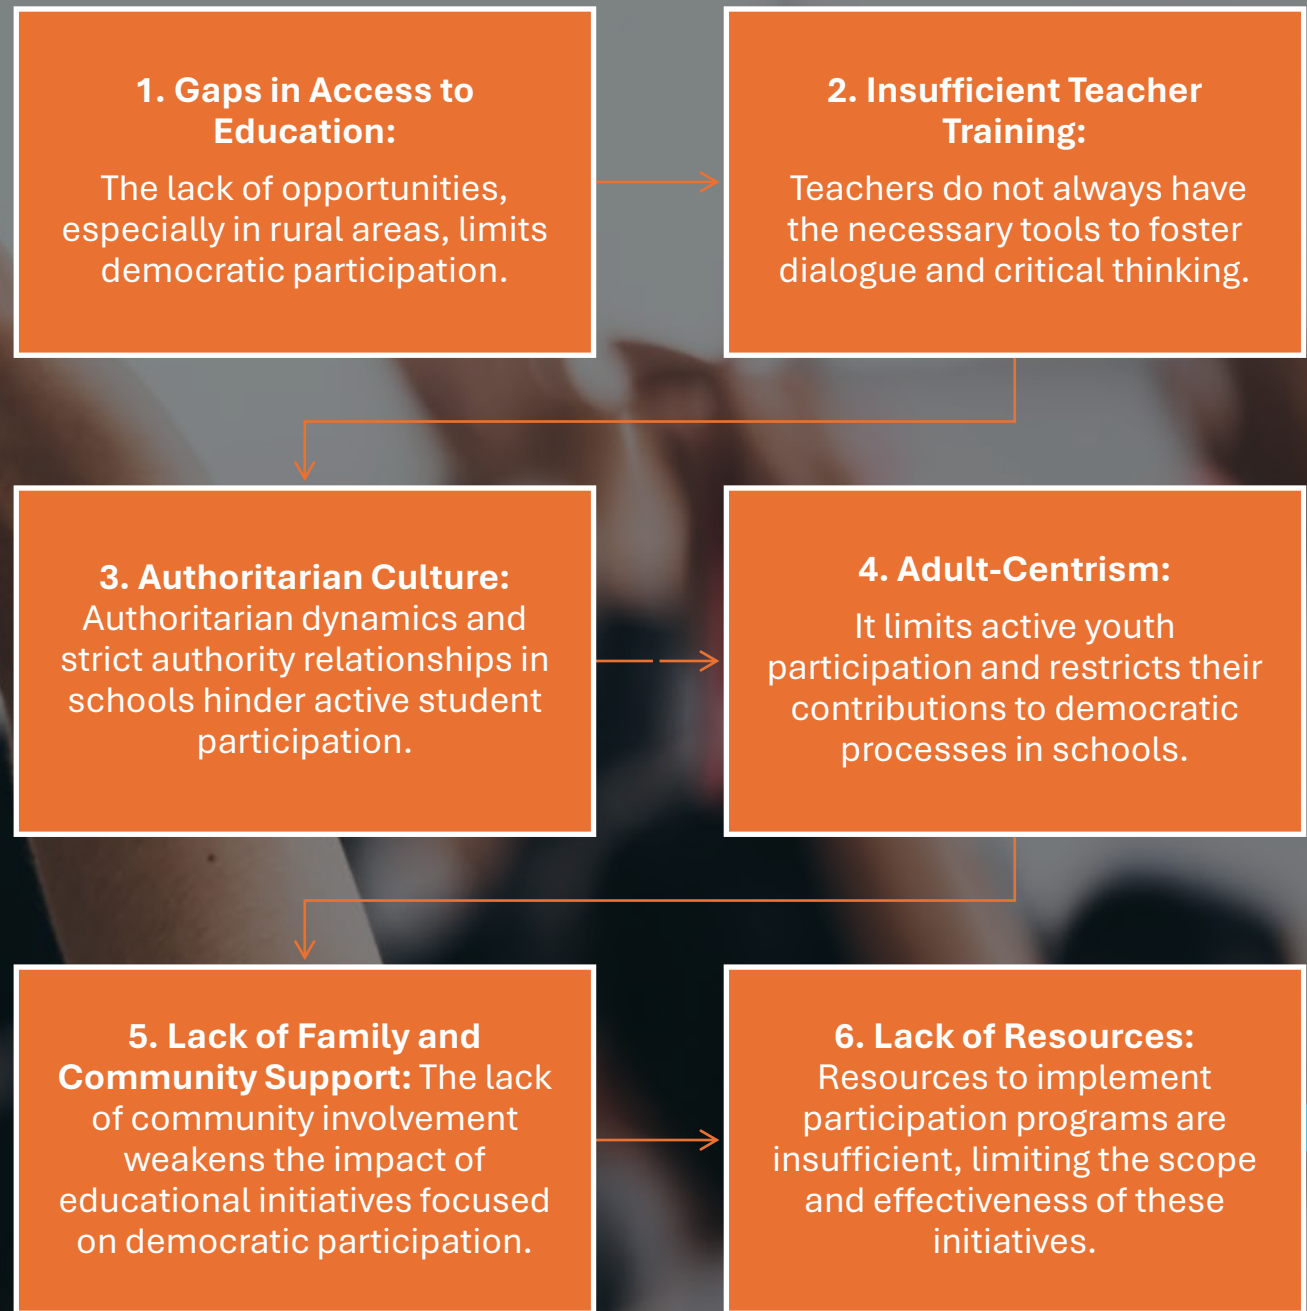 1. Gaps in Access to
Education:
The lack of opportunities,
especially in rural areas, limits
democratic participation.
2. Insufficient Teacher
Training:
Teachers do not always have
the necessary tools to foster
dialogue and critical thinking.
3. Authoritarian Culture:
Authoritarian dynamics and
strict authority relationships in
schools hinder active student
participation.
4. Adult-Centrism:
It limits active youth
participation and restricts their
contributions to democratic
processes in schools.
5. Lack of Family and
Community Support: The lack
of community involvement
weakens the impact of
educational initiatives focused
on democratic participation.
6. Lack of Resources:
Resources to implement
participation programs are
insufficient, limiting the scope
and effectiveness of these
initiatives.